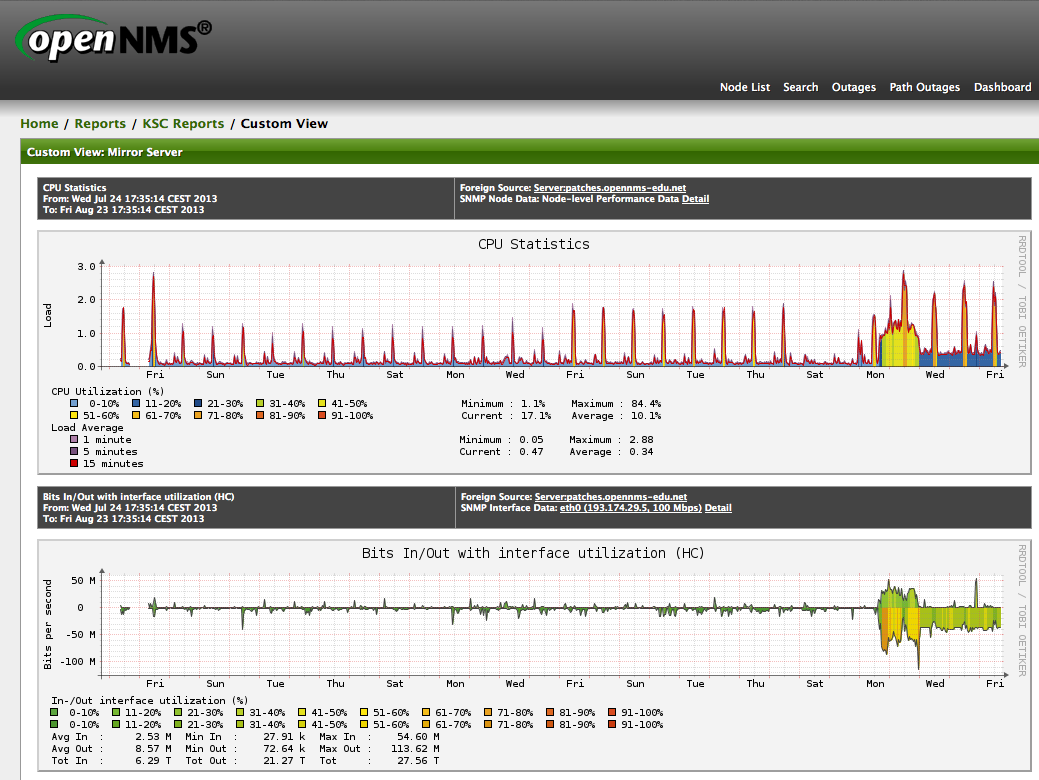 openNMS®
Node List Search Outages Path Outages Dashboard
Home / Reports / KSC Reports / Custom View
Custom View: Mirror Server
CPU Statistics
From: Wed Jul 24 17:35:14 CEST 2013
To: Fri Aug 23 17:35:14 CEST 2013
Foreign Source: Server:patches.opennms-edu.net
SNMP Node Data: Node-level Performance Data Detail
CPU Statistics
RRDTOOL / TOBI OETIKER
Load
3.0
2.0
1.0
0.0
Fri Sun Tue Thu Sat Mon Wed Fri Sun Tue Thu Sat Mon Wed Fri
CPU Utilization (%)
0-10% 11-20% 21-30% 31-40% 41-50% Minimum : 1.1% Maximum : 84.4%
51-60% 61-70% 71-80% 81-90% 91-100% Current : 17.1% Average : 10.1%
Load Average
1 minute Minimum : 0.05 Maximum : 2.88
5 minutes Current : 0.47 Average : 0.34
15 minutes
Bits In/Out with interface utilization (HC)
From: Wed Jul 24 17:35:14 CEST 2013
To: Fri Aug 23 17:35:14 CEST 2013
Foreign Source: Server:patches.opennms-edu.net
SNMP Interface Data: eth0 (193.174.29.5, 100 Mbps) Detail
Bits In/Out with interface utilization (HC)
RRDTOOL / TOBI OETIKER
Bits per second
50 M
0
-50 M
-100 M
Fri Sun Tue Thu Sat Mon Wed Fri Sun Tue Thu Sat Mon Wed Fri
In-/Out interface utilization (%)
0-10% 11-20% 21-30% 31-40% 41-50% 51-60% 61-70% 71-80% 81-90% 91-100%
0-10% 11-20% 21-30% 31-40% 41-50% 51-60% 61-70% 71-80% 81-90% 91-100%
Avg In : 2.53 M Min In : 27.91 k Max In : 54.60 M
Avg Out : 8.57 M Min Out : 72.64 k Max Out : 113.62 M
Tot In : 6.29 T Tot Out : 21.27 T Tot : 27.56 T